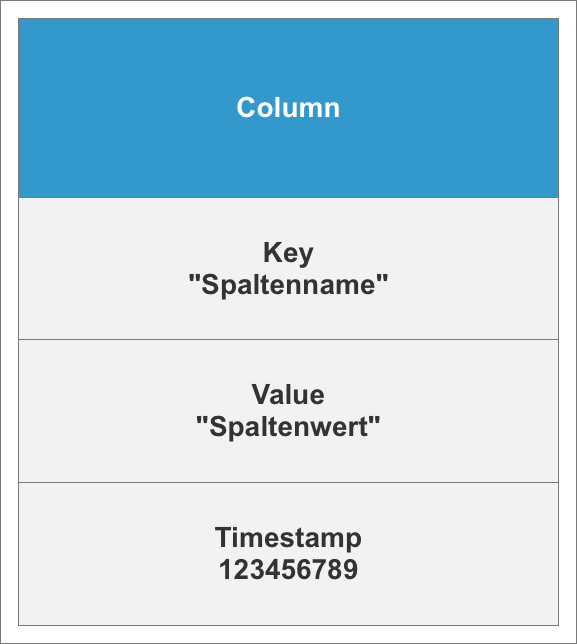 Column
Key
"Spaltenname"
Value
"Spaltenwert"
Timestamp
123456789